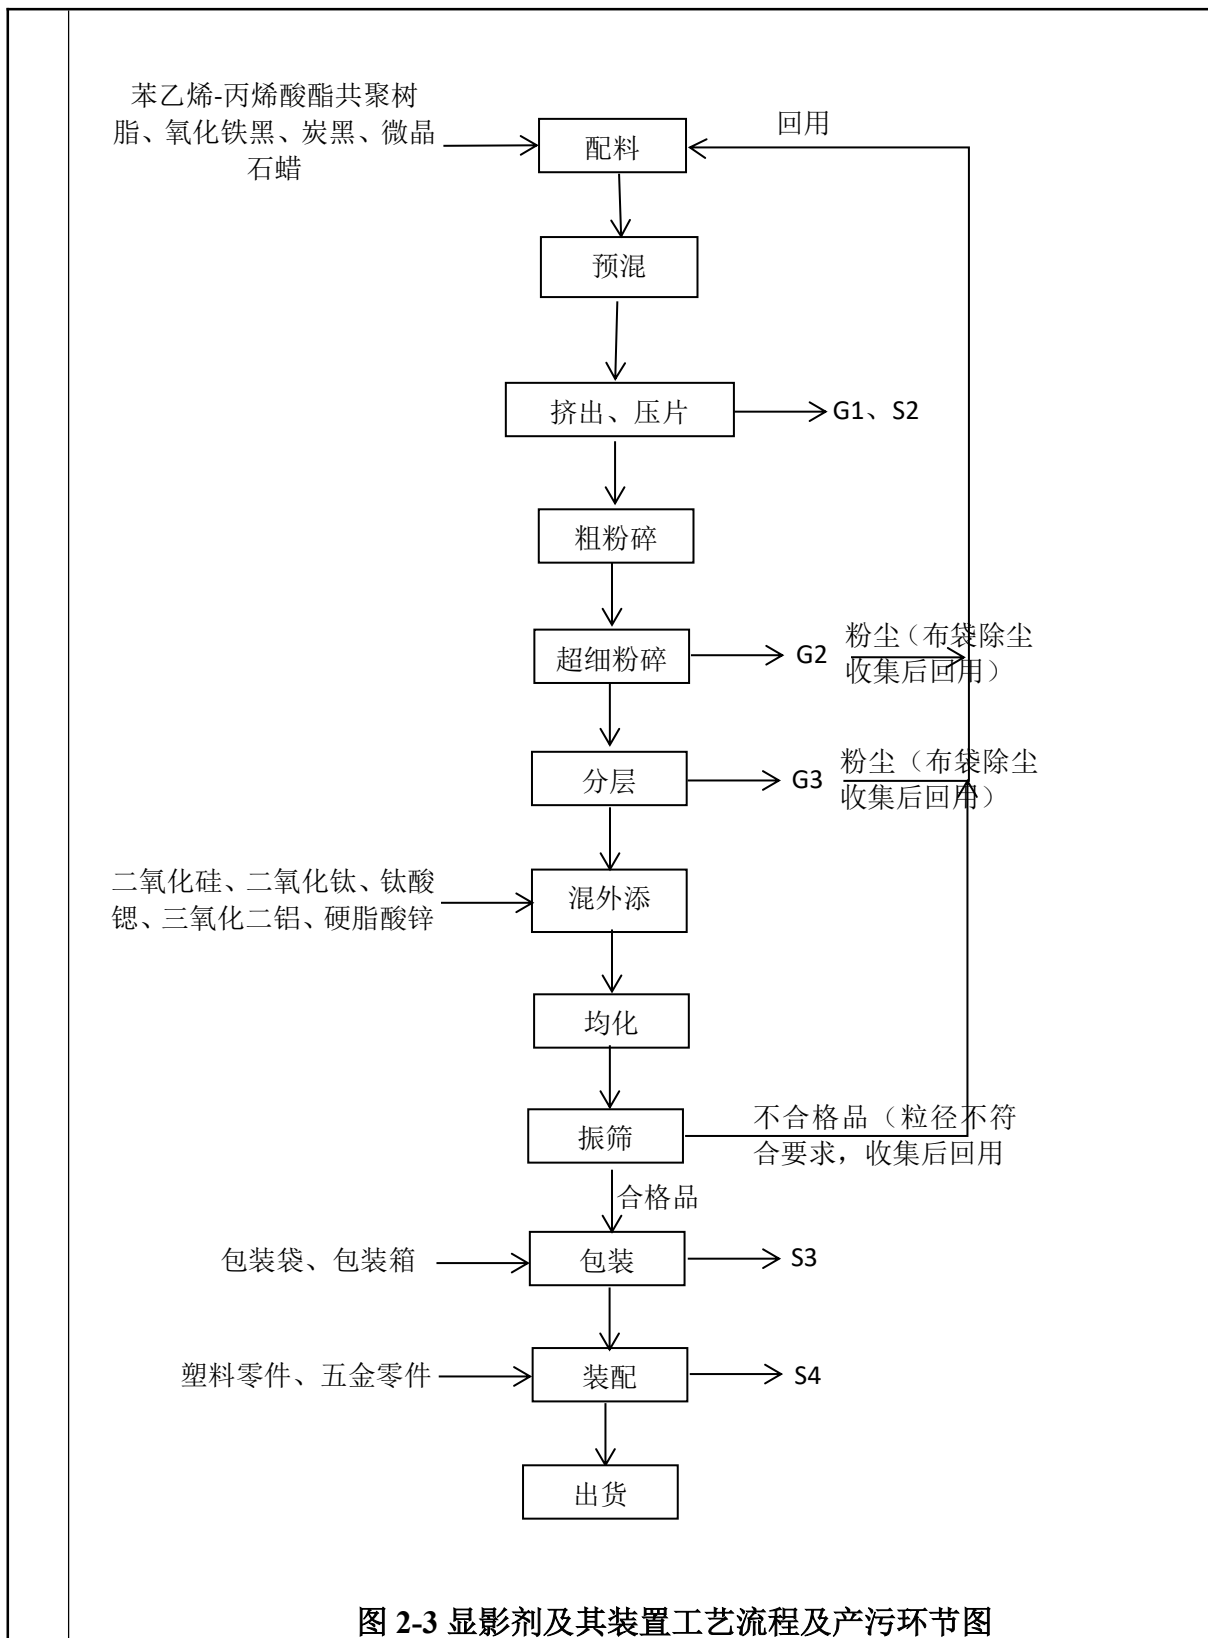 苯乙烯-丙烯酸酯共聚树
脂、氧化铁黑、炭黑、微晶
石蜡
配料
回用
预混
挤出、压片
G1、S2
粗粉碎
超细粉碎
G2
粉尘（布袋除尘
收集后回用）
分层
G3
粉尘（布袋除尘
收集后回用）
二氧化硅、二氧化钛、钛酸
锶、三氧化二铝、硬脂酸锌
混外添
均化
振筛
不合格品（粒径不符
合要求，收集后回用
合格品
包装袋、包装箱
包装
S3
塑料零件、五金零件
装配
S4
出货
图 2-3 显影剂及其装置工艺流程及产污环节图